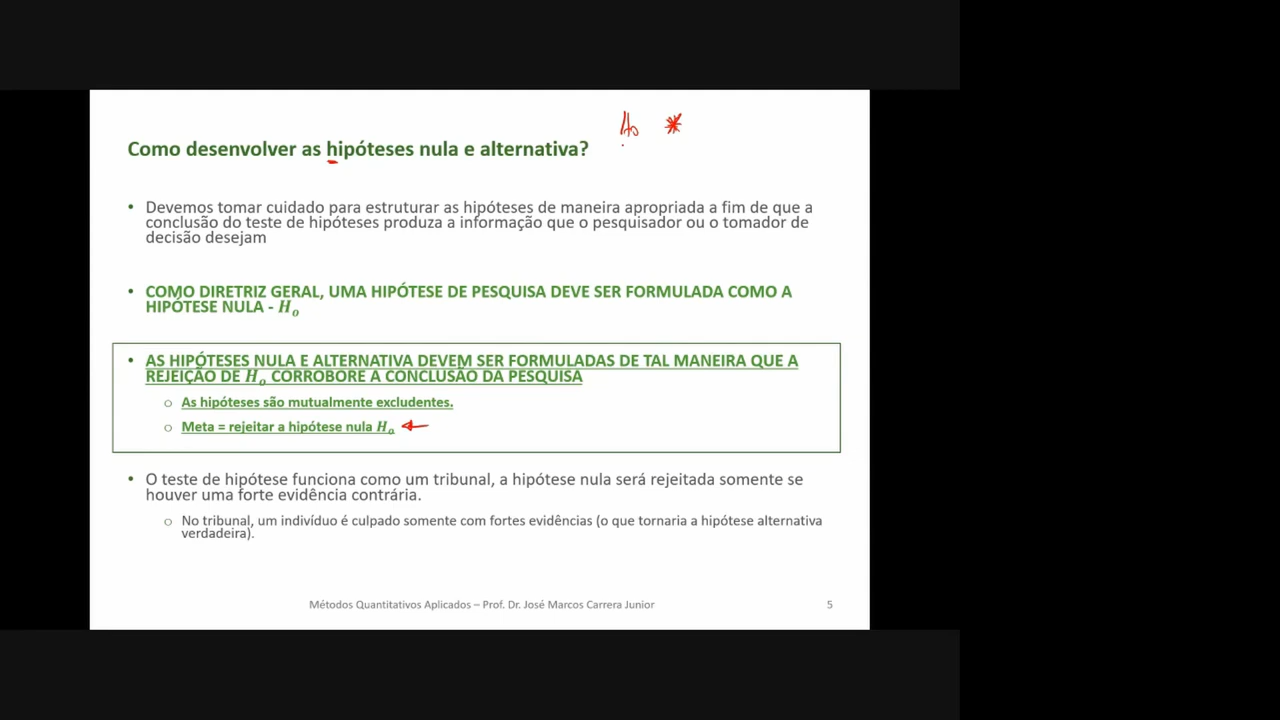 Ho *
Como desenvolver as hipóteses nula e alternativa?
• Devemos tomar cuidado para estruturar as hipóteses de maneira apropriada a fim de que a
conclusão do teste de hipóteses produza a informação que o pesquisador ou o tomador de
decisão desejam
• COMO DIRETRIZ GERAL, UMA HIPÓTESE DE PESQUISA DEVE SER FORMULADA COMO A
HIPÓTESE NULA - Hₒ
• AS HIPÓTESES NULA E ALTERNATIVA DEVEM SER FORMULADAS DE TAL MANEIRA QUE A
REJEIÇÃO DE Hₒ CORROBORE A CONCLUSÃO DA PESQUISA
o As hipóteses são mutualmente excludentes.
o Meta = rejeitar a hipótese nula Hₒ
• O teste de hipótese funciona como um tribunal, a hipótese nula será rejeitada somente se
houver uma forte evidência contrária.
o No tribunal, um indivíduo é culpado somente com fortes evidências (o que tornaria a hipótese alternativa
verdadeira).
Métodos Quantitativos Aplicados – Prof. Dr. José Marcos Carrera Junior
5